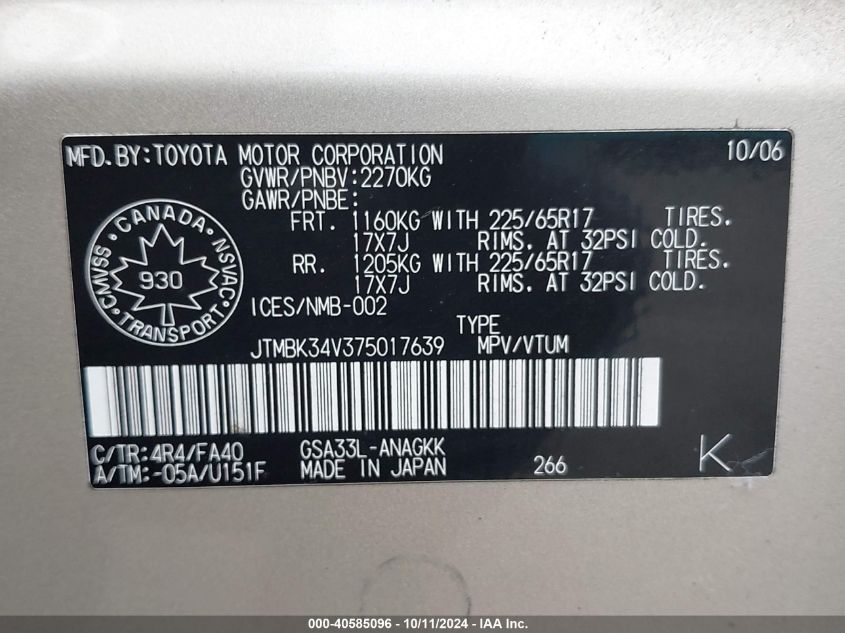 MFD. BY: TOYOTA MOTOR CORPORATION 10/06
GVWR/PNBV: 2270KG
GAWR/PNBE:
FRT. 1160KG WITH 225/65R17 TIRES.
17X7J RIMS. AT 32PSI COLD.
RR. 1205KG WITH 225/65R17 TIRES.
17X7J RIMS. AT 32PSI COLD.
CANADA
CMVSS NSVAC
930
TRANSPORT
ICES/NMB-002
TYPE
JTMBK34V375017639 MPV/VTUM
C/TR: 4R4/FA40 GSA33L-ANAGKK
A/TM: -05A/U151F MADE IN JAPAN 266 K
000-40585096 - 10/11/2024 - IAA Inc.